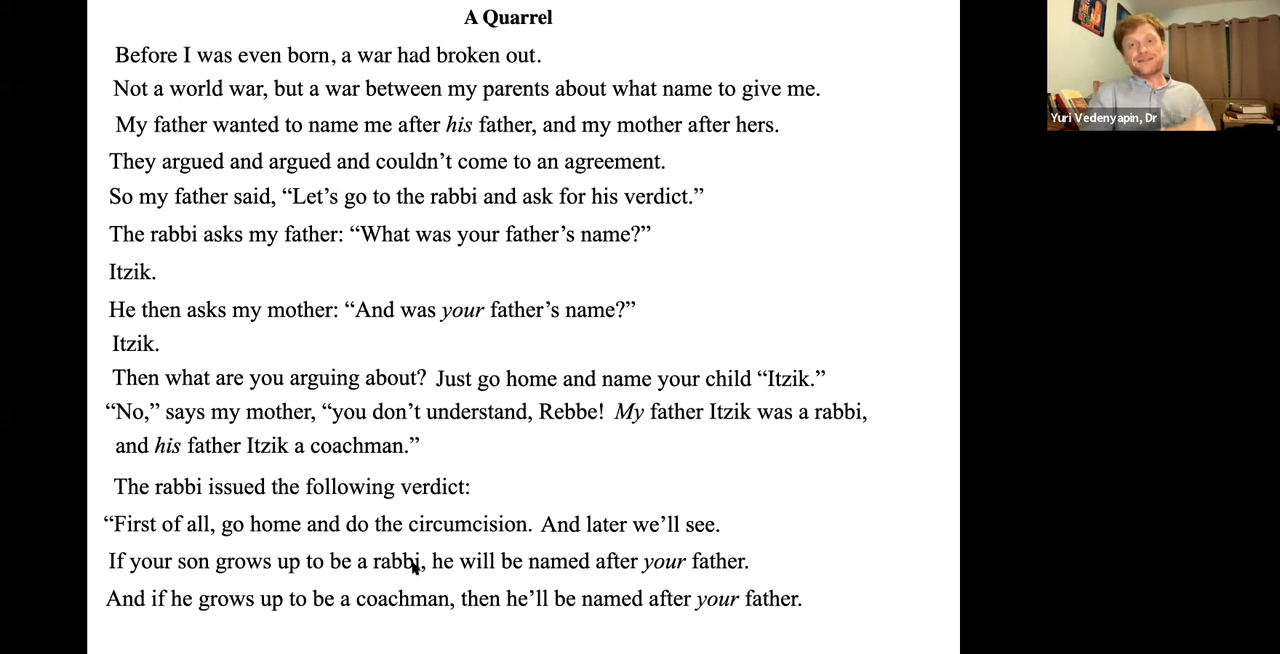 A Quarrel
Before I was even born, a war had broken out.
Not a world war, but a war between my parents about what name to give me.
My father wanted to name me after his father, and my mother after hers.
They argued and argued and couldn’t come to an agreement.
So my father said, “Let’s go to the rabbi and ask for his verdict.”
The rabbi asks my father: “What was your father’s name?”
Itzik.
He then asks my mother: “And was your father’s name?”
Itzik.
Then what are you arguing about? Just go home and name your child “Itzik.”
“No,” says my mother, “you don’t understand, Rebbe! My father Itzik was a rabbi,
and his father Itzik a coachman.”
The rabbi issued the following verdict:
“First of all, go home and do the circumcision. And later we’ll see.
If your son grows up to be a rabbi, he will be named after your father.
And if he grows up to be a coachman, then he’ll be named after your father.
Yuri Vedenyapin, Dr